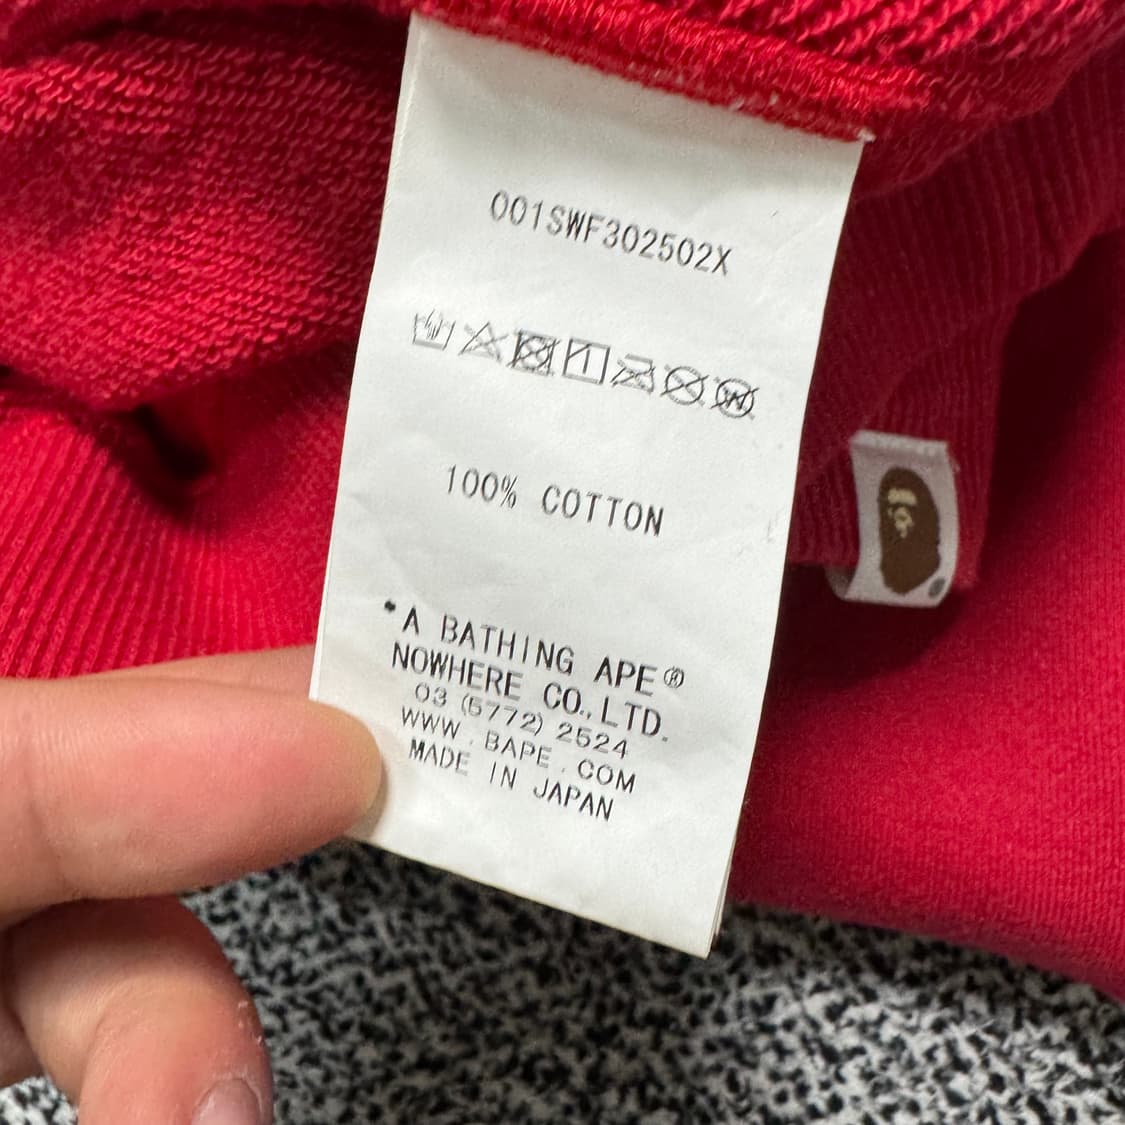 001SWF302502X
100% COTTON
*A BATHING APE®
NOWHERE CO.,LTD.
03 (5772) 2524
WWW.BAPE.COM
MADE IN JAPAN